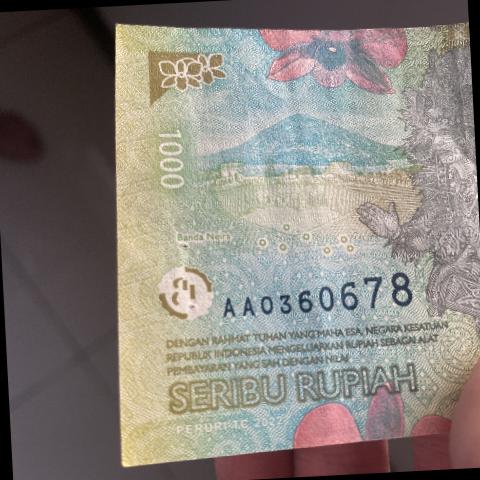 1000
Banda Neira
AA0360678
DENGAN RAHMAT TUHAN YANG MAHA ESA, NEGARA KESATUAN
REPUBLIK INDONESIA MENGELUARKAN RUPIAH SEBAGAI ALAT
PEMBAYARAN YANG SAH DENGAN NILAI
SERIBU RUPIAH
PERURI T.C.